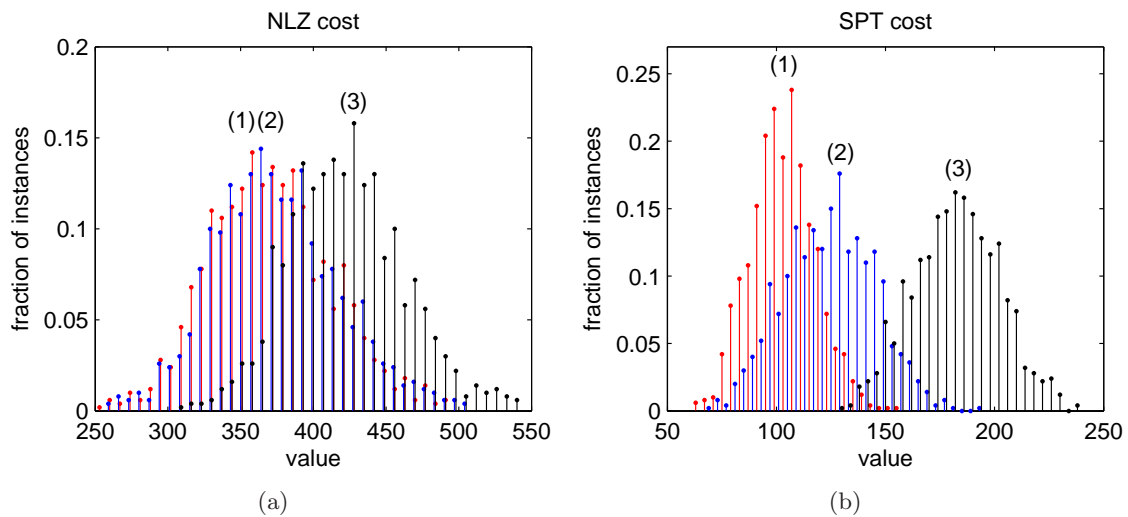 NLZ cost
0.2
0.15
0.1
0.05
0
fraction of instances
(1) (2)
(3)
250 300 350 400 450 500 550
value
(a)
SPT cost
0.25
0.2
0.15
0.1
0.05
0
fraction of instances
(1)
(2)
(3)
50 100 150 200 250
value
(b)